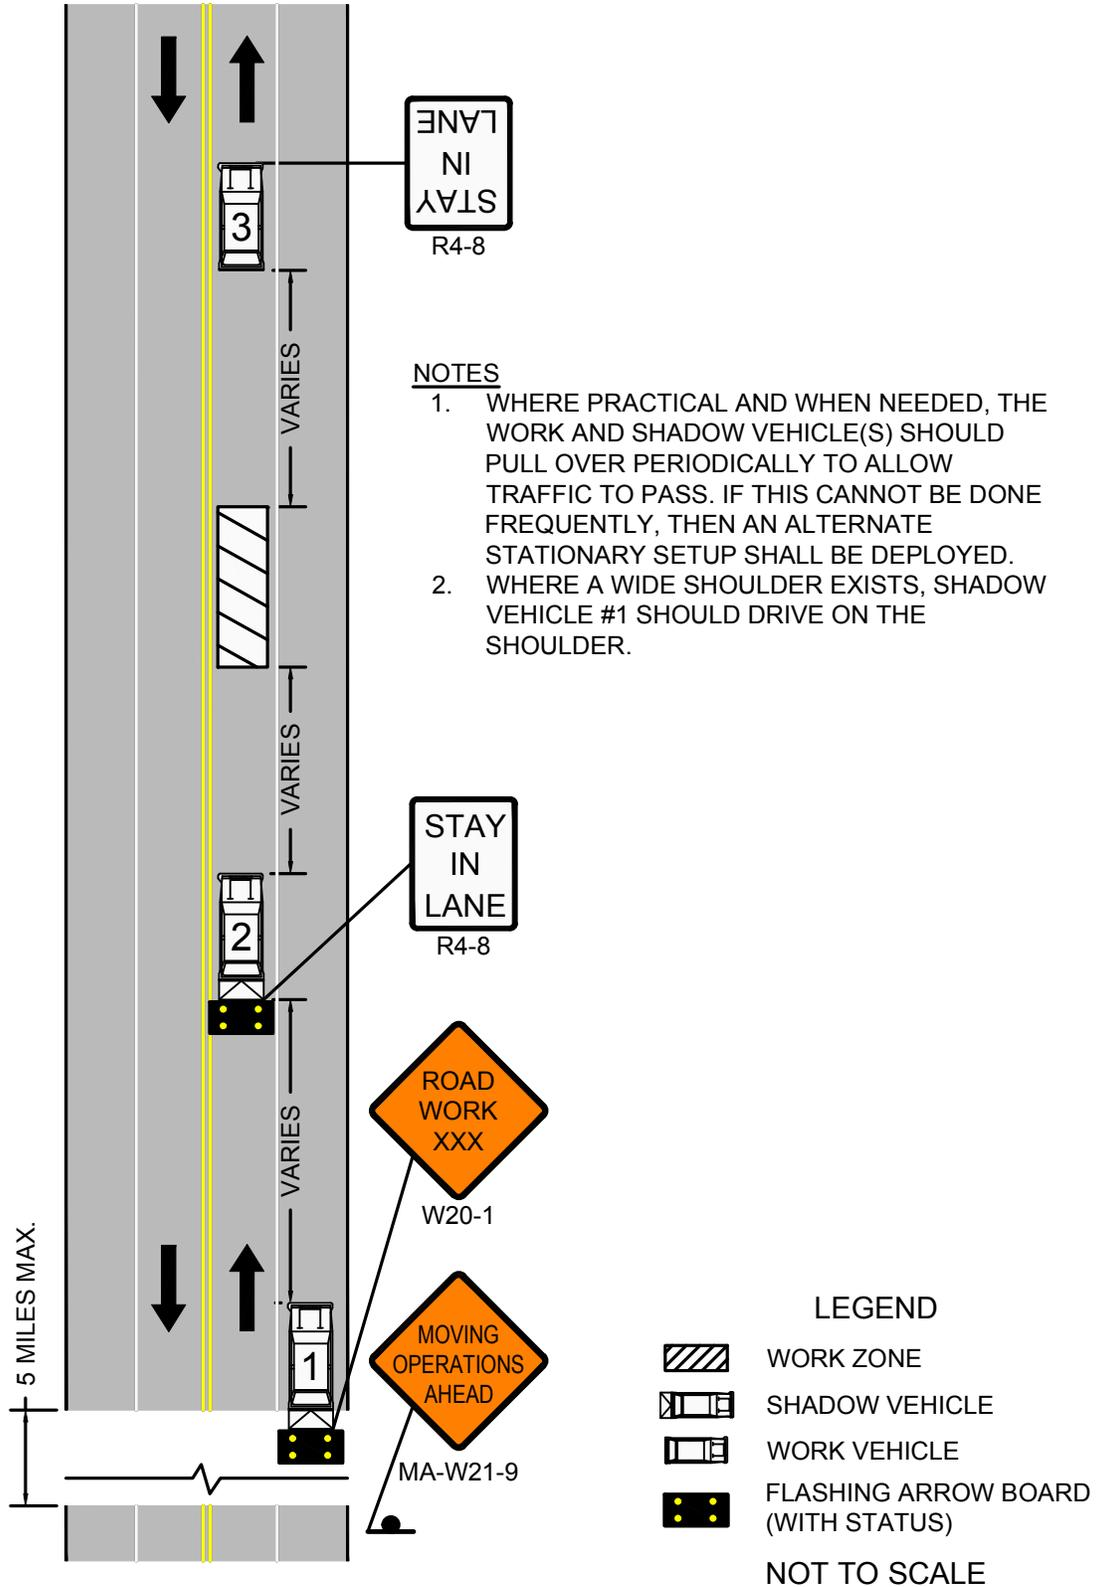 STAY
IN
LANE
R4-8
3
VARIES
NOTES
1. WHERE PRACTICAL AND WHEN NEEDED, THE
WORK AND SHADOW VEHICLE(S) SHOULD
PULL OVER PERIODICALLY TO ALLOW
TRAFFIC TO PASS. IF THIS CANNOT BE DONE
FREQUENTLY, THEN AN ALTERNATE
STATIONARY SETUP SHALL BE DEPLOYED.
2. WHERE A WIDE SHOULDER EXISTS, SHADOW
VEHICLE #1 SHOULD DRIVE ON THE
SHOULDER.
VARIES
STAY
IN
LANE
R4-8
2
VARIES
ROAD
WORK
XXX
W20-1
5 MILES MAX.
1
MOVING
OPERATIONS
AHEAD
MA-W21-9
LEGEND
WORK ZONE
SHADOW VEHICLE
WORK VEHICLE
FLASHING ARROW BOARD
(WITH STATUS)
NOT TO SCALE